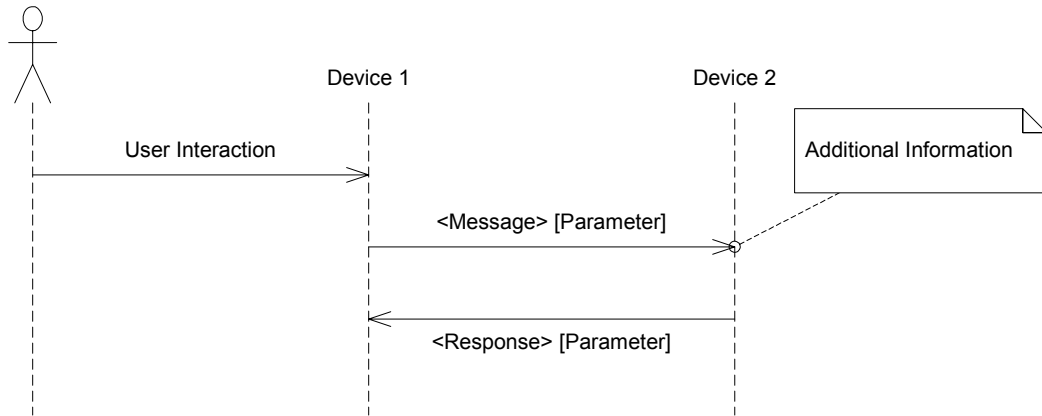 Device 1
Device 2
User Interaction
Additional Information
<Message> [Parameter]
<Response> [Parameter]